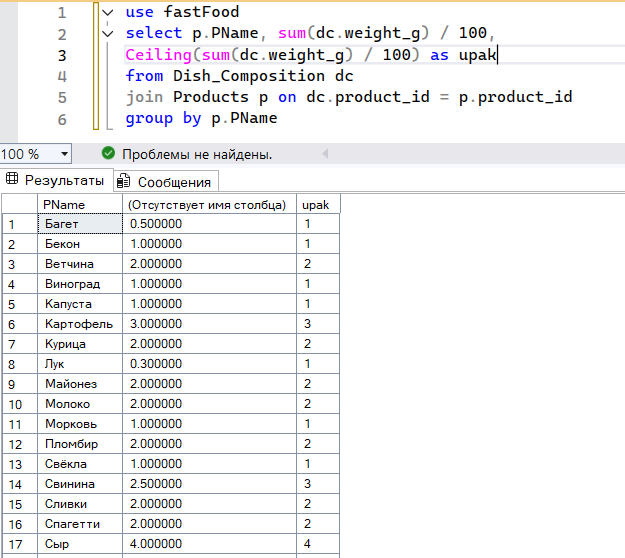 1 use fastFood
2 select p.PName, sum(dc.weight_g) / 100,
3 Ceiling(sum(dc.weight_g) / 100) as upak
4 from Dish_Composition dc
5 join Products p on dc.product_id = p.product_id
6 group by p.PName
100 % Проблемы не найдены.
Результаты Сообщения
PName (Отсутствует имя столбца) upak
1 Багет 0.500000 1
2 Бекон 1.000000 1
3 Ветчина 2.000000 2
4 Виноград 1.000000 1
5 Капуста 1.000000 1
6 Картофель 3.000000 3
7 Курица 2.000000 2
8 Лук 0.300000 1
9 Майонез 2.000000 2
10 Молоко 2.000000 2
11 Морковь 1.000000 1
12 Пломбир 2.000000 2
13 Свёкла 1.000000 1
14 Свинина 2.500000 3
15 Сливки 2.000000 2
16 Спагетти 2.000000 2
17 Сыр 4.000000 4